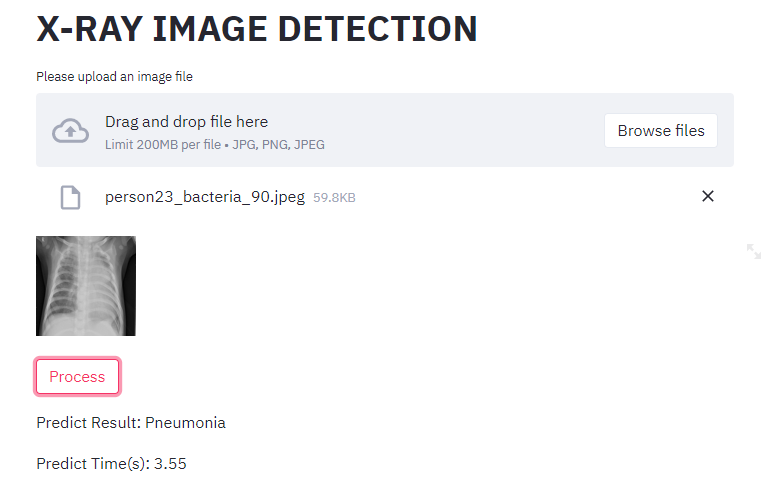 X-RAY IMAGE DETECTION
Please upload an image file
Drag and drop file here
Limit 200MB per file • JPG, PNG, JPEG
Browse files
person23_bacteria_90.jpeg 59.8KB
Process
Predict Result: Pneumonia
Predict Time(s): 3.55